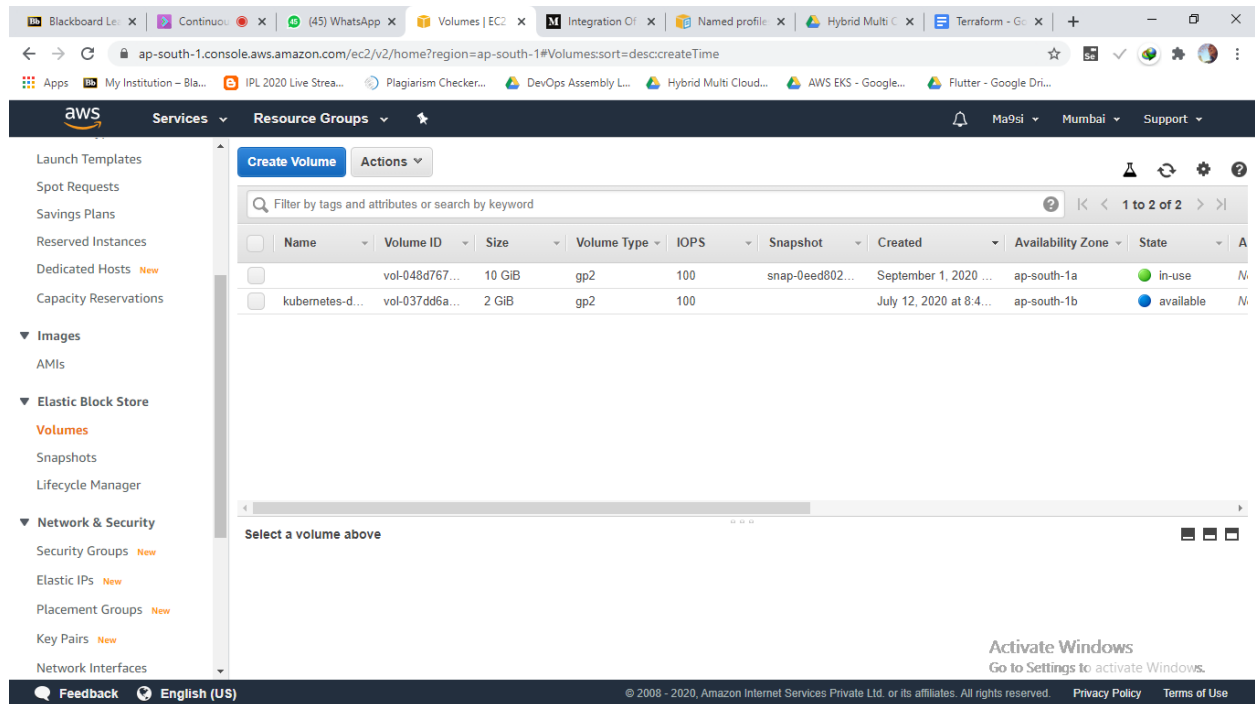 Blackboard Le
Continuo
(45) WhatsApp
Volumes | EC2
Integration Of
Named profile
Hybrid Multi C
Terraform - Go
ap-south-1.console.aws.amazon.com/ec2/v2/home?region=ap-south-1#Volumes:sort=desc:createTime
Apps
My Institution – Bla...
IPL 2020 Live Strea...
Plagiarism Checker...
DevOps Assembly L...
Hybrid Multi Cloud...
AWS EKS - Google...
Flutter - Google Dri...
aws Services Resource Groups Ma9si Mumbai Support
Launch Templates
Spot Requests
Savings Plans
Reserved Instances
Dedicated Hosts New
Capacity Reservations
Images
AMIs
Elastic Block Store
Volumes
Snapshots
Lifecycle Manager
Network & Security
Security Groups New
Elastic IPs New
Placement Groups New
Key Pairs New
Network Interfaces
Create Volume Actions
Filter by tags and attributes or search by keyword
1 to 2 of 2
Name Volume ID Size Volume Type IOPS Snapshot Created Availability Zone State A
vol-048d767... 10 GiB gp2 100 snap-0eed802... September 1, 2020 ... ap-south-1a in-use
kubernetes-d... vol-037dd6a... 2 GiB gp2 100 July 12, 2020 at 8:4... ap-south-1b available
Select a volume above
Activate Windows
Go to Settings to activate Windows.
Feedback English (US) © 2008 - 2020, Amazon Internet Services Private Ltd. or its affiliates. All rights reserved. Privacy Policy Terms of Use